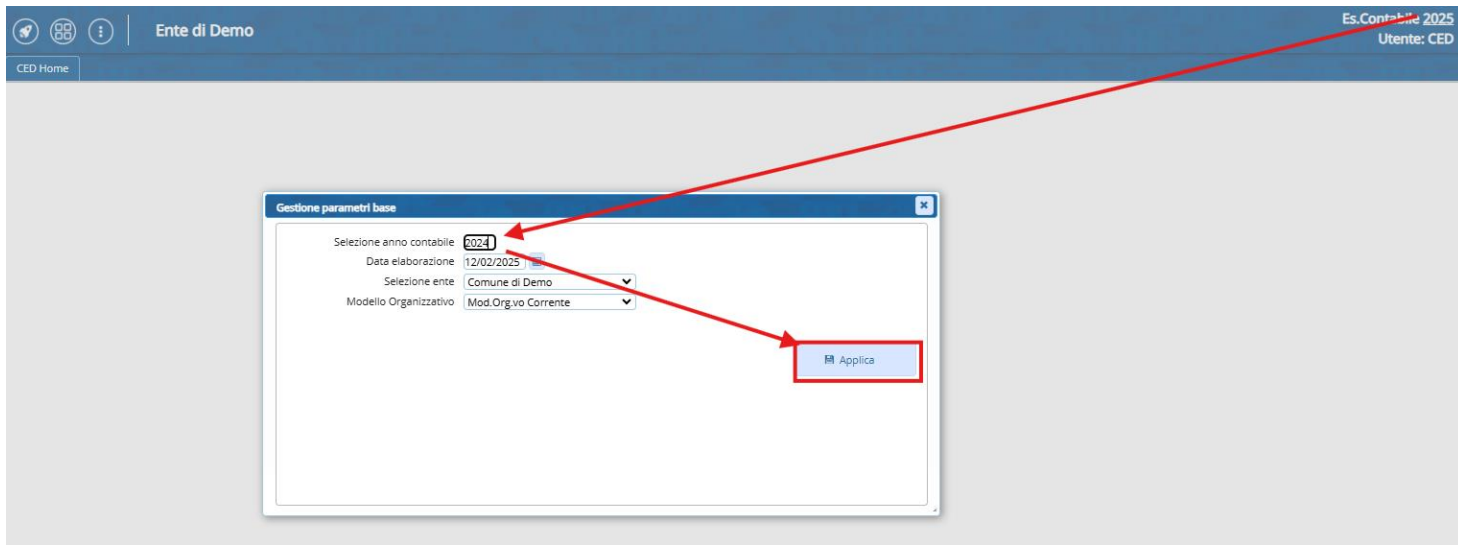 Ente di Demo
Es.Contabile 2025
Utente: CED
CED Home
Gestione parametri base
Selezione anno contabile 2024
Data elaborazione 12/02/2025
Selezione ente Comune di Demo
Modello Organizzativo Mod.Org.vo Corrente
Applica